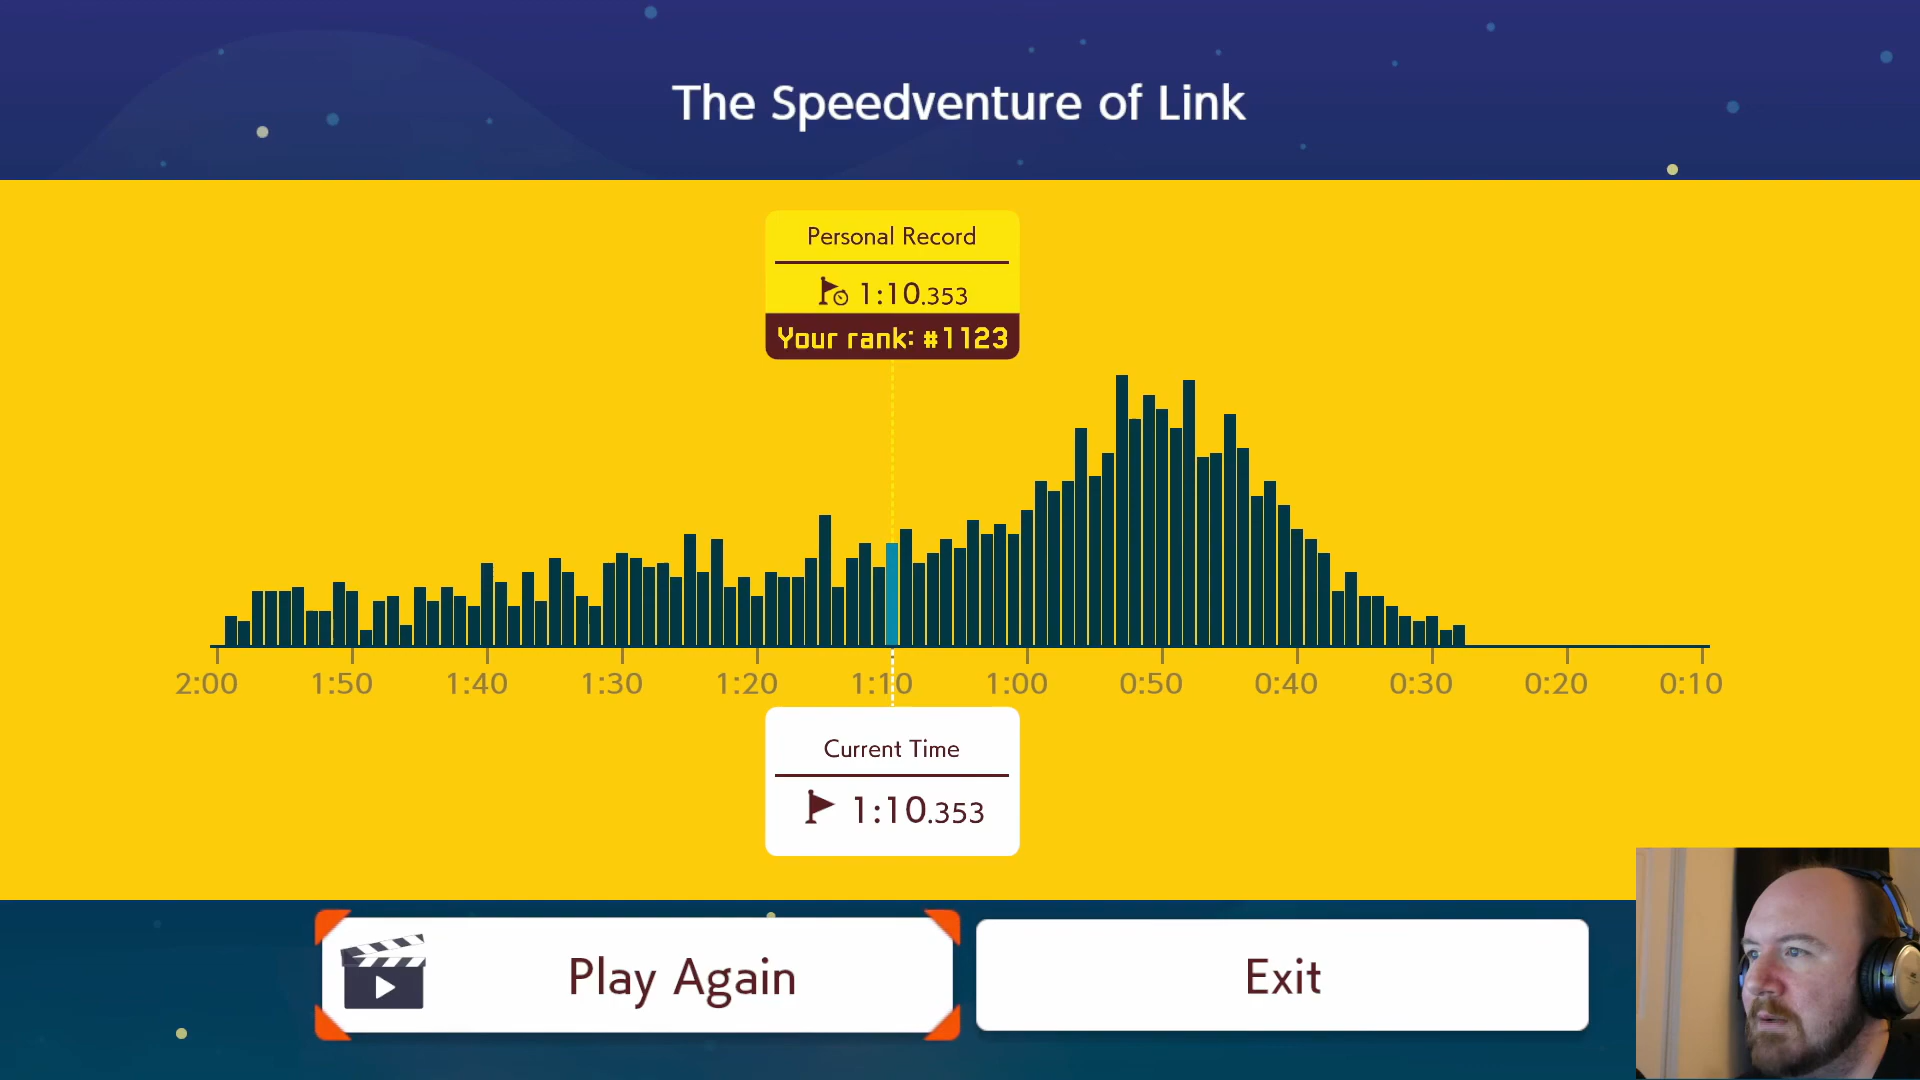 The Speedventure of Link
Personal Record
1:10.353
Your rank: #1123
2:00 1:50 1:40 1:30 1:20 1:10 1:00 0:50 0:40 0:30 0:20 0:10
Current Time
1:10.353
Play Again
Exit